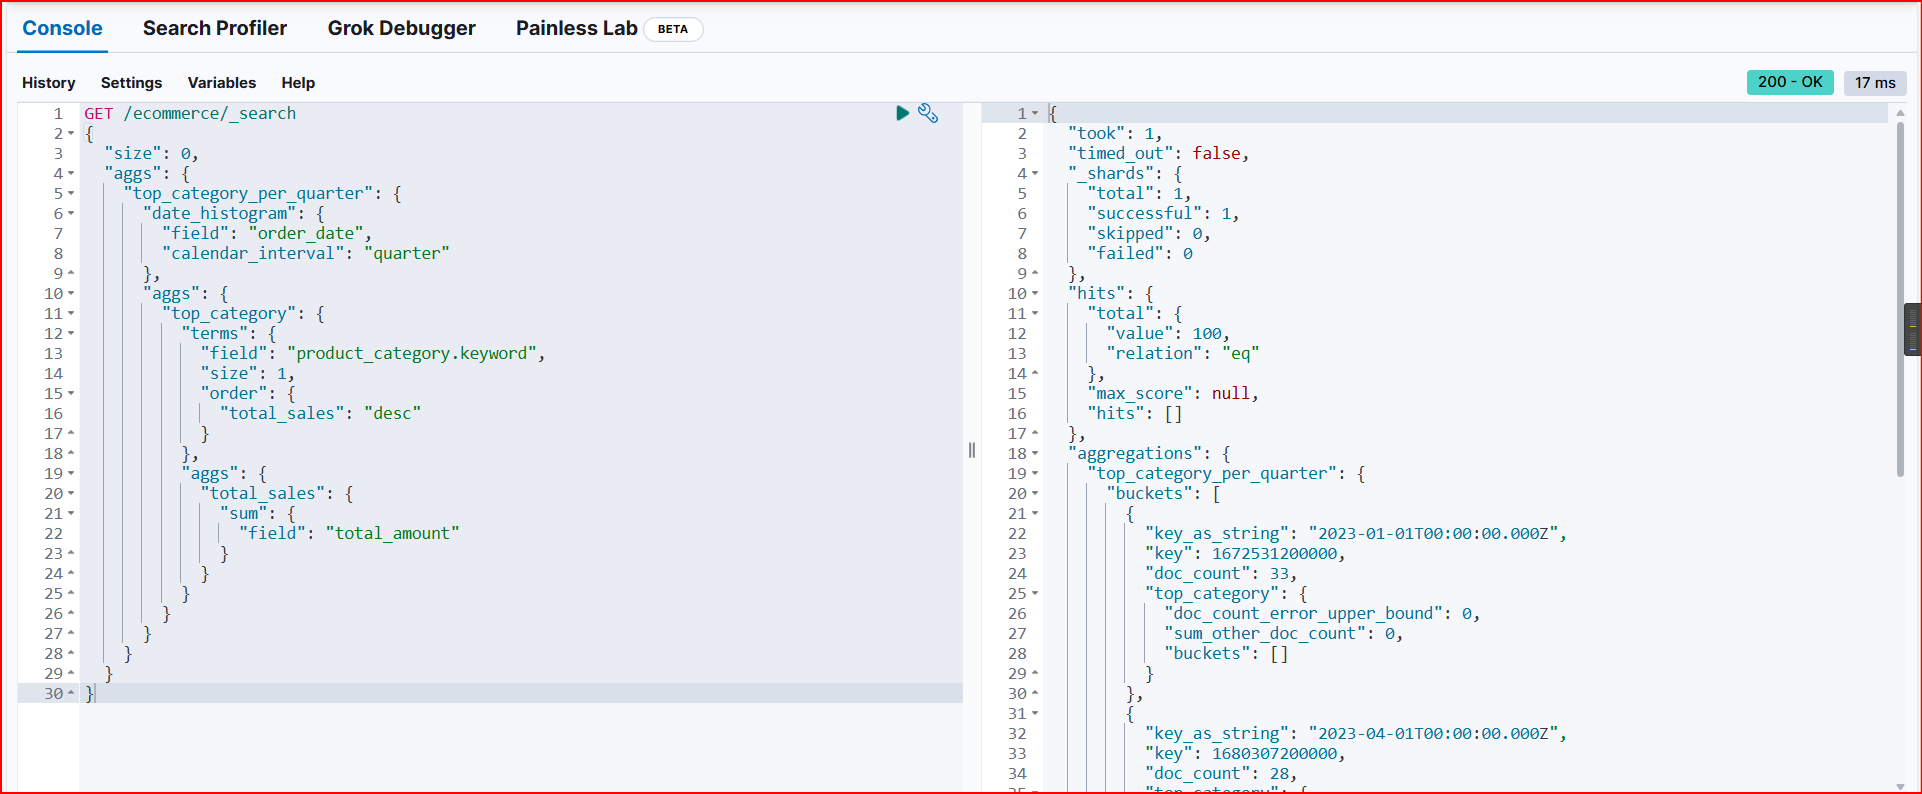 Console Search Profiler Grok Debugger Painless Lab BETA
History Settings Variables Help 200 - OK 17 ms
1 GET /ecommerce/_search
2 {
3 "size": 0,
4 "aggs": {
5 "top_category_per_quarter": {
6 "date_histogram": {
7 "field": "order_date",
8 "calendar_interval": "quarter"
9 },
10 "aggs": {
11 "top_category": {
12 "terms": {
13 "field": "product_category.keyword",
14 "size": 1,
15 "order": {
16 "total_sales": "desc"
17 }
18 },
19 "aggs": {
20 "total_sales": {
21 "sum": {
22 "field": "total_amount"
23 }
24 }
25 }
26 }
27 }
28 }
29 }
30 }
1 {
2 "took": 1,
3 "timed_out": false,
4 "_shards": {
5 "total": 1,
6 "successful": 1,
7 "skipped": 0,
8 "failed": 0
9 },
10 "hits": {
11 "total": {
12 "value": 100,
13 "relation": "eq"
14 },
15 "max_score": null,
16 "hits": []
17 },
18 "aggregations": {
19 "top_category_per_quarter": {
20 "buckets": [
21 {
22 "key_as_string": "2023-01-01T00:00:00.000Z",
23 "key": 1672531200000,
24 "doc_count": 33,
25 "top_category": {
26 "doc_count_error_upper_bound": 0,
27 "sum_other_doc_count": 0,
28 "buckets": []
29 }
30 },
31 {
32 "key_as_string": "2023-04-01T00:00:00.000Z",
33 "key": 1680307200000,
34 "doc_count": 28,
35 "top_category": {